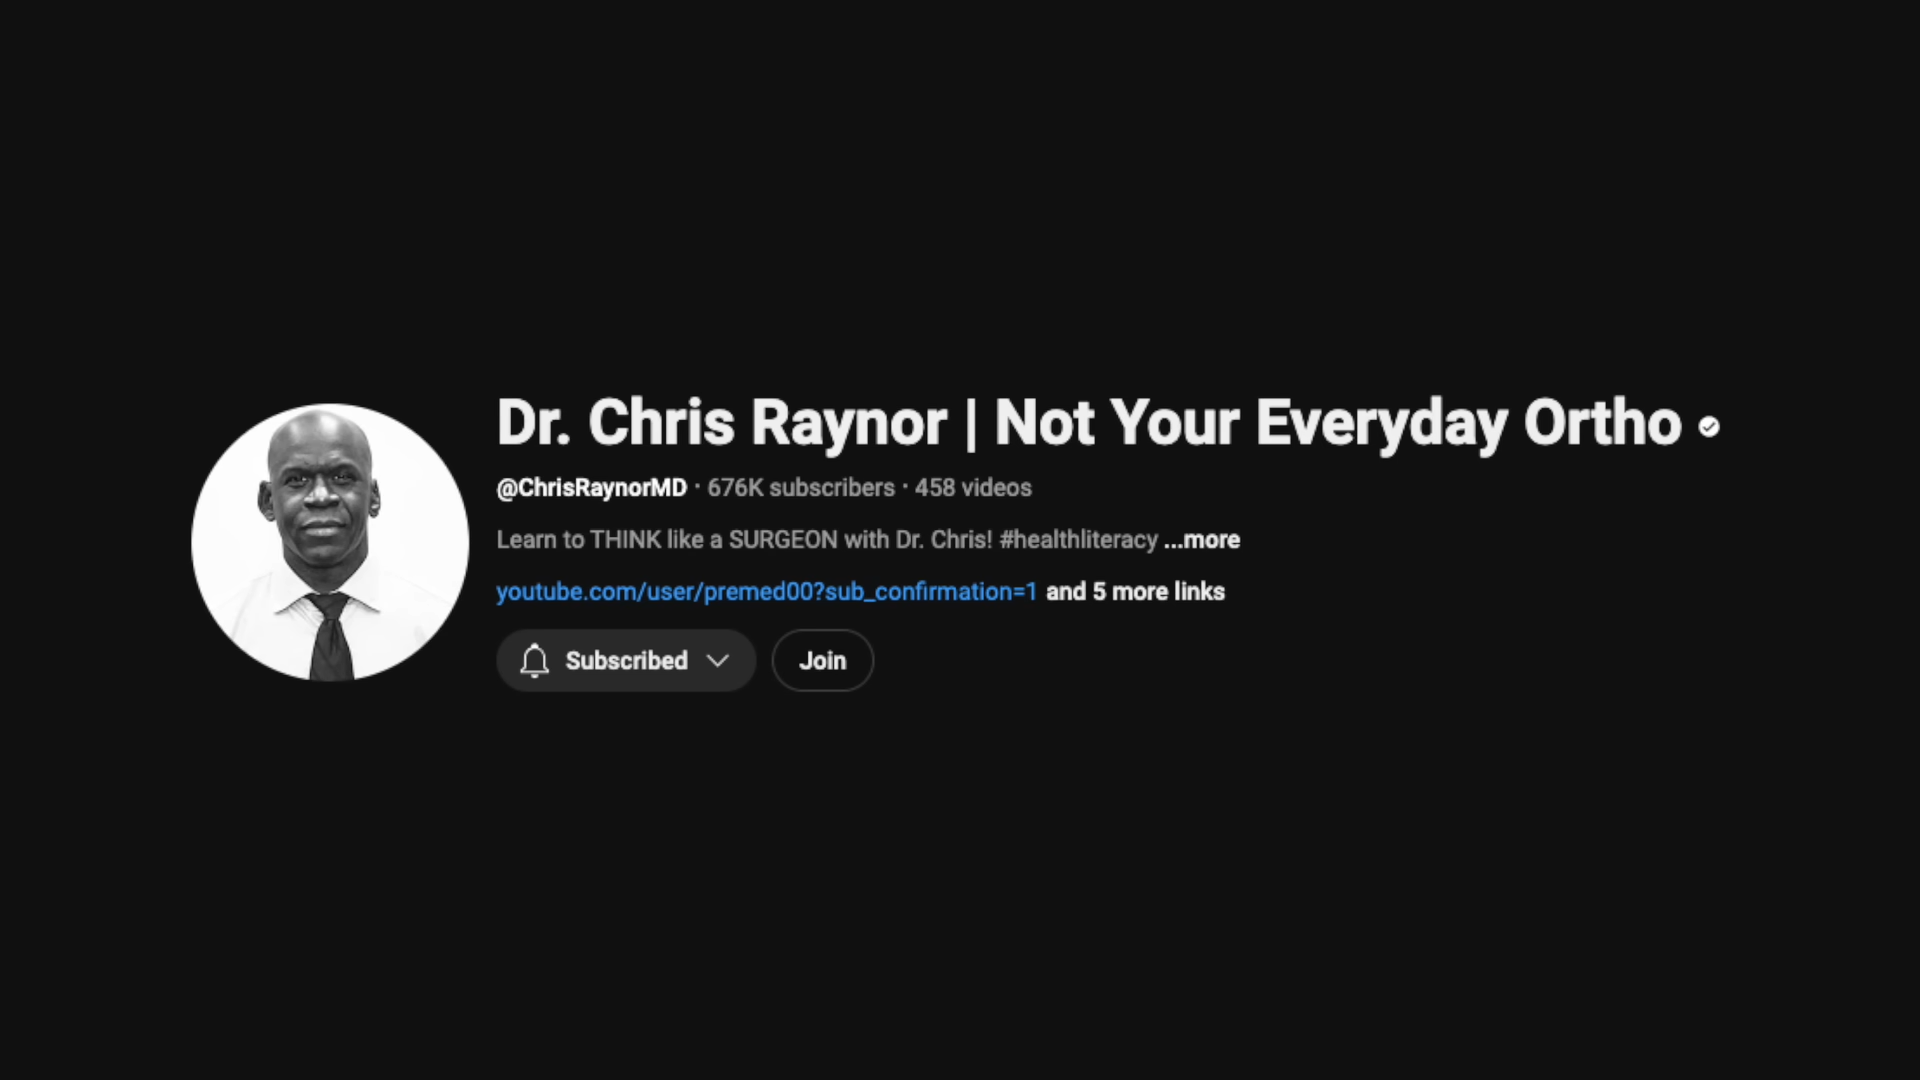 Dr. Chris Raynor | Not Your Everyday Ortho
@ChrisRaynorMD · 676K subscribers · 458 videos
Learn to THINK like a SURGEON with Dr. Chris! #healthliteracy ...more
youtube.com/user/premed00?sub_confirmation=1 and 5 more links
Subscribed Join